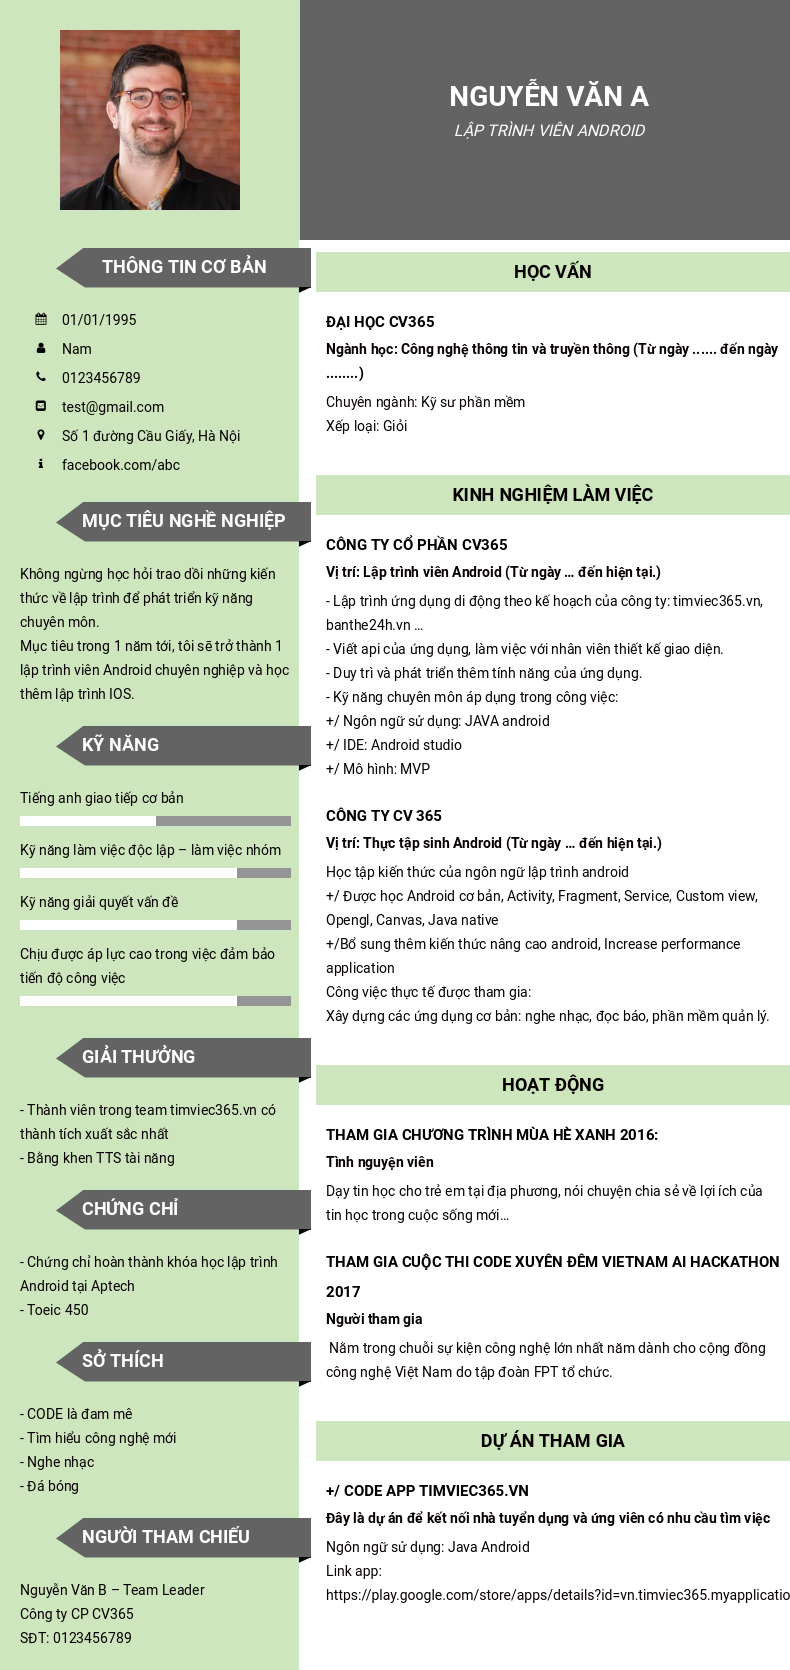 NGUYỄN VĂN A
LẬP TRÌNH VIÊN ANDROID
THÔNG TIN CƠ BẢN
01/01/1995
Nam
0123456789
test@gmail.com
Số 1 đường Cầu Giấy, Hà Nội
facebook.com/abc
MỤC TIÊU NGHỀ NGHIỆP
Không ngừng học hỏi trao dồi những kiến
thức về lập trình để phát triển kỹ năng
chuyên môn.
Mục tiêu trong 1 năm tới, tôi sẽ trở thành 1
lập trình viên Android chuyên nghiệp và học
thêm lập trình IOS.
KỸ NĂNG
Tiếng anh giao tiếp cơ bản
Kỹ năng làm việc độc lập – làm việc nhóm
Kỹ năng giải quyết vấn đề
Chịu được áp lực cao trong việc đảm bảo
tiến độ công việc
GIẢI THƯỞNG
- Thành viên trong team timviec365.vn có
thành tích xuất sắc nhất
- Bằng khen TTS tài năng
CHỨNG CHỈ
- Chứng chỉ hoàn thành khóa học lập trình
Android tại Aptech
- Toeic 450
SỞ THÍCH
- CODE là đam mê
- Tìm hiểu công nghệ mới
- Nghe nhạc
- Đá bóng
NGƯỜI THAM CHIẾU
Nguyễn Văn B – Team Leader
Công ty CP CV365
SĐT: 0123456789
HỌC VẤN
ĐẠI HỌC CV365
Ngành học: Công nghệ thông tin và truyền thông (Từ ngày ...... đến ngày
........)
Chuyên ngành: Kỹ sư phần mềm
Xếp loại: Giỏi
KINH NGHIỆM LÀM VIỆC
CÔNG TY CỔ PHẦN CV365
Vị trí: Lập trình viên Android (Từ ngày ... đến hiện tại.)
- Lập trình ứng dụng di động theo kế hoạch của công ty: timviec365.vn,
banthe24h.vn ...
- Viết api của ứng dụng, làm việc với nhân viên thiết kế giao diện.
- Duy trì và phát triển thêm tính năng của ứng dụng.
- Kỹ năng chuyên môn áp dụng trong công việc:
+/ Ngôn ngữ sử dụng: JAVA android
+/ IDE: Android studio
+/ Mô hình: MVP
CÔNG TY CV 365
Vị trí: Thực tập sinh Android (Từ ngày ... đến hiện tại.)
Học tập kiến thức của ngôn ngữ lập trình android
+/ Được học Android cơ bản, Activity, Fragment, Service, Custom view,
Opengl, Canvas, Java native
+/Bổ sung thêm kiến thức nâng cao android, Increase performance
application
Công việc thực tế được tham gia:
Xây dựng các ứng dụng cơ bản: nghe nhạc, đọc báo, phần mềm quản lý.
HOẠT ĐỘNG
THAM GIA CHƯƠNG TRÌNH MÙA HÈ XANH 2016:
Tình nguyện viên
Dạy tin học cho trẻ em tại địa phương, nói chuyện chia sẻ về lợi ích của
tin học trong cuộc sống mới...
THAM GIA CUỘC THI CODE XUYÊN ĐÊM VIETNAM AI HACKATHON
2017
Người tham gia
Nằm trong chuỗi sự kiện công nghệ lớn nhất năm dành cho cộng đồng
công nghệ Việt Nam do tập đoàn FPT tổ chức.
DỰ ÁN THAM GIA
+/ CODE APP TIMVIEC365.VN
Đây là dự án để kết nối nhà tuyển dụng và ứng viên có nhu cầu tìm việc
Ngôn ngữ sử dụng: Java Android
Link app:
https://play.google.com/store/apps/details?id=vn.timviec365.myapplicatio